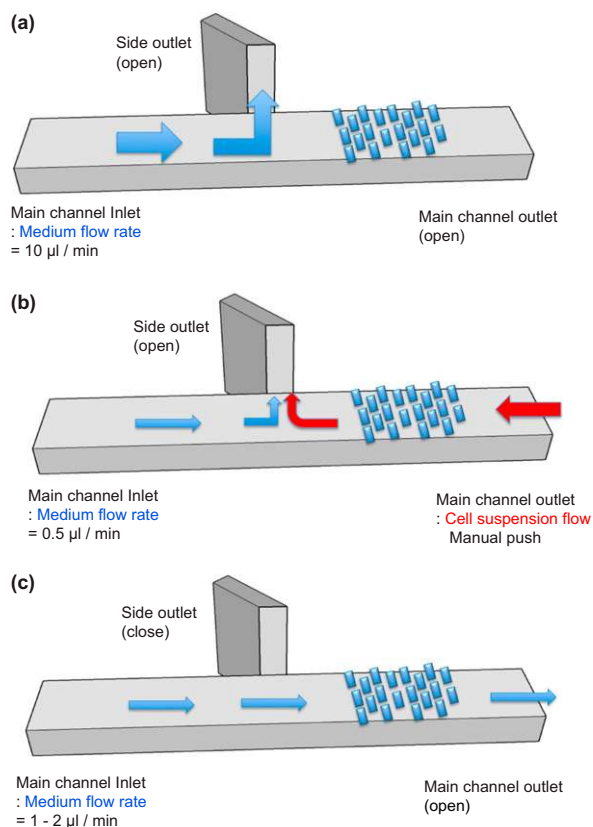 (a)
Side outlet
(open)
Main channel Inlet
: Medium flow rate
= 10 µl / min
Main channel outlet
(open)
(b)
Side outlet
(open)
Main channel Inlet
: Medium flow rate
= 0.5 µl / min
Main channel outlet
: Cell suspension flow
Manual push
(c)
Side outlet
(close)
Main channel Inlet
: Medium flow rate
= 1 - 2 µl / min
Main channel outlet
(open)